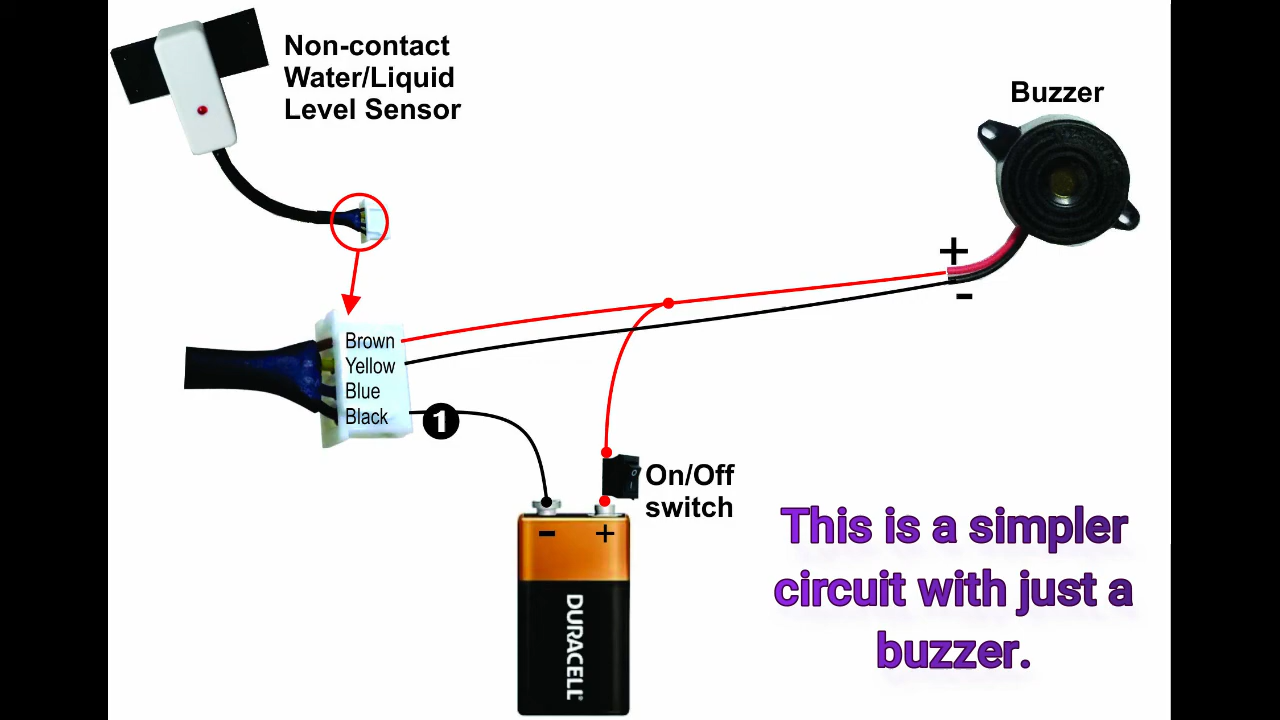 Non-contact
Water/Liquid
Level Sensor
Buzzer
+
-
Brown
Yellow
Blue
Black
1
On/Off
switch
- +
DURACELL®
This is a simpler
circuit with just a
buzzer.